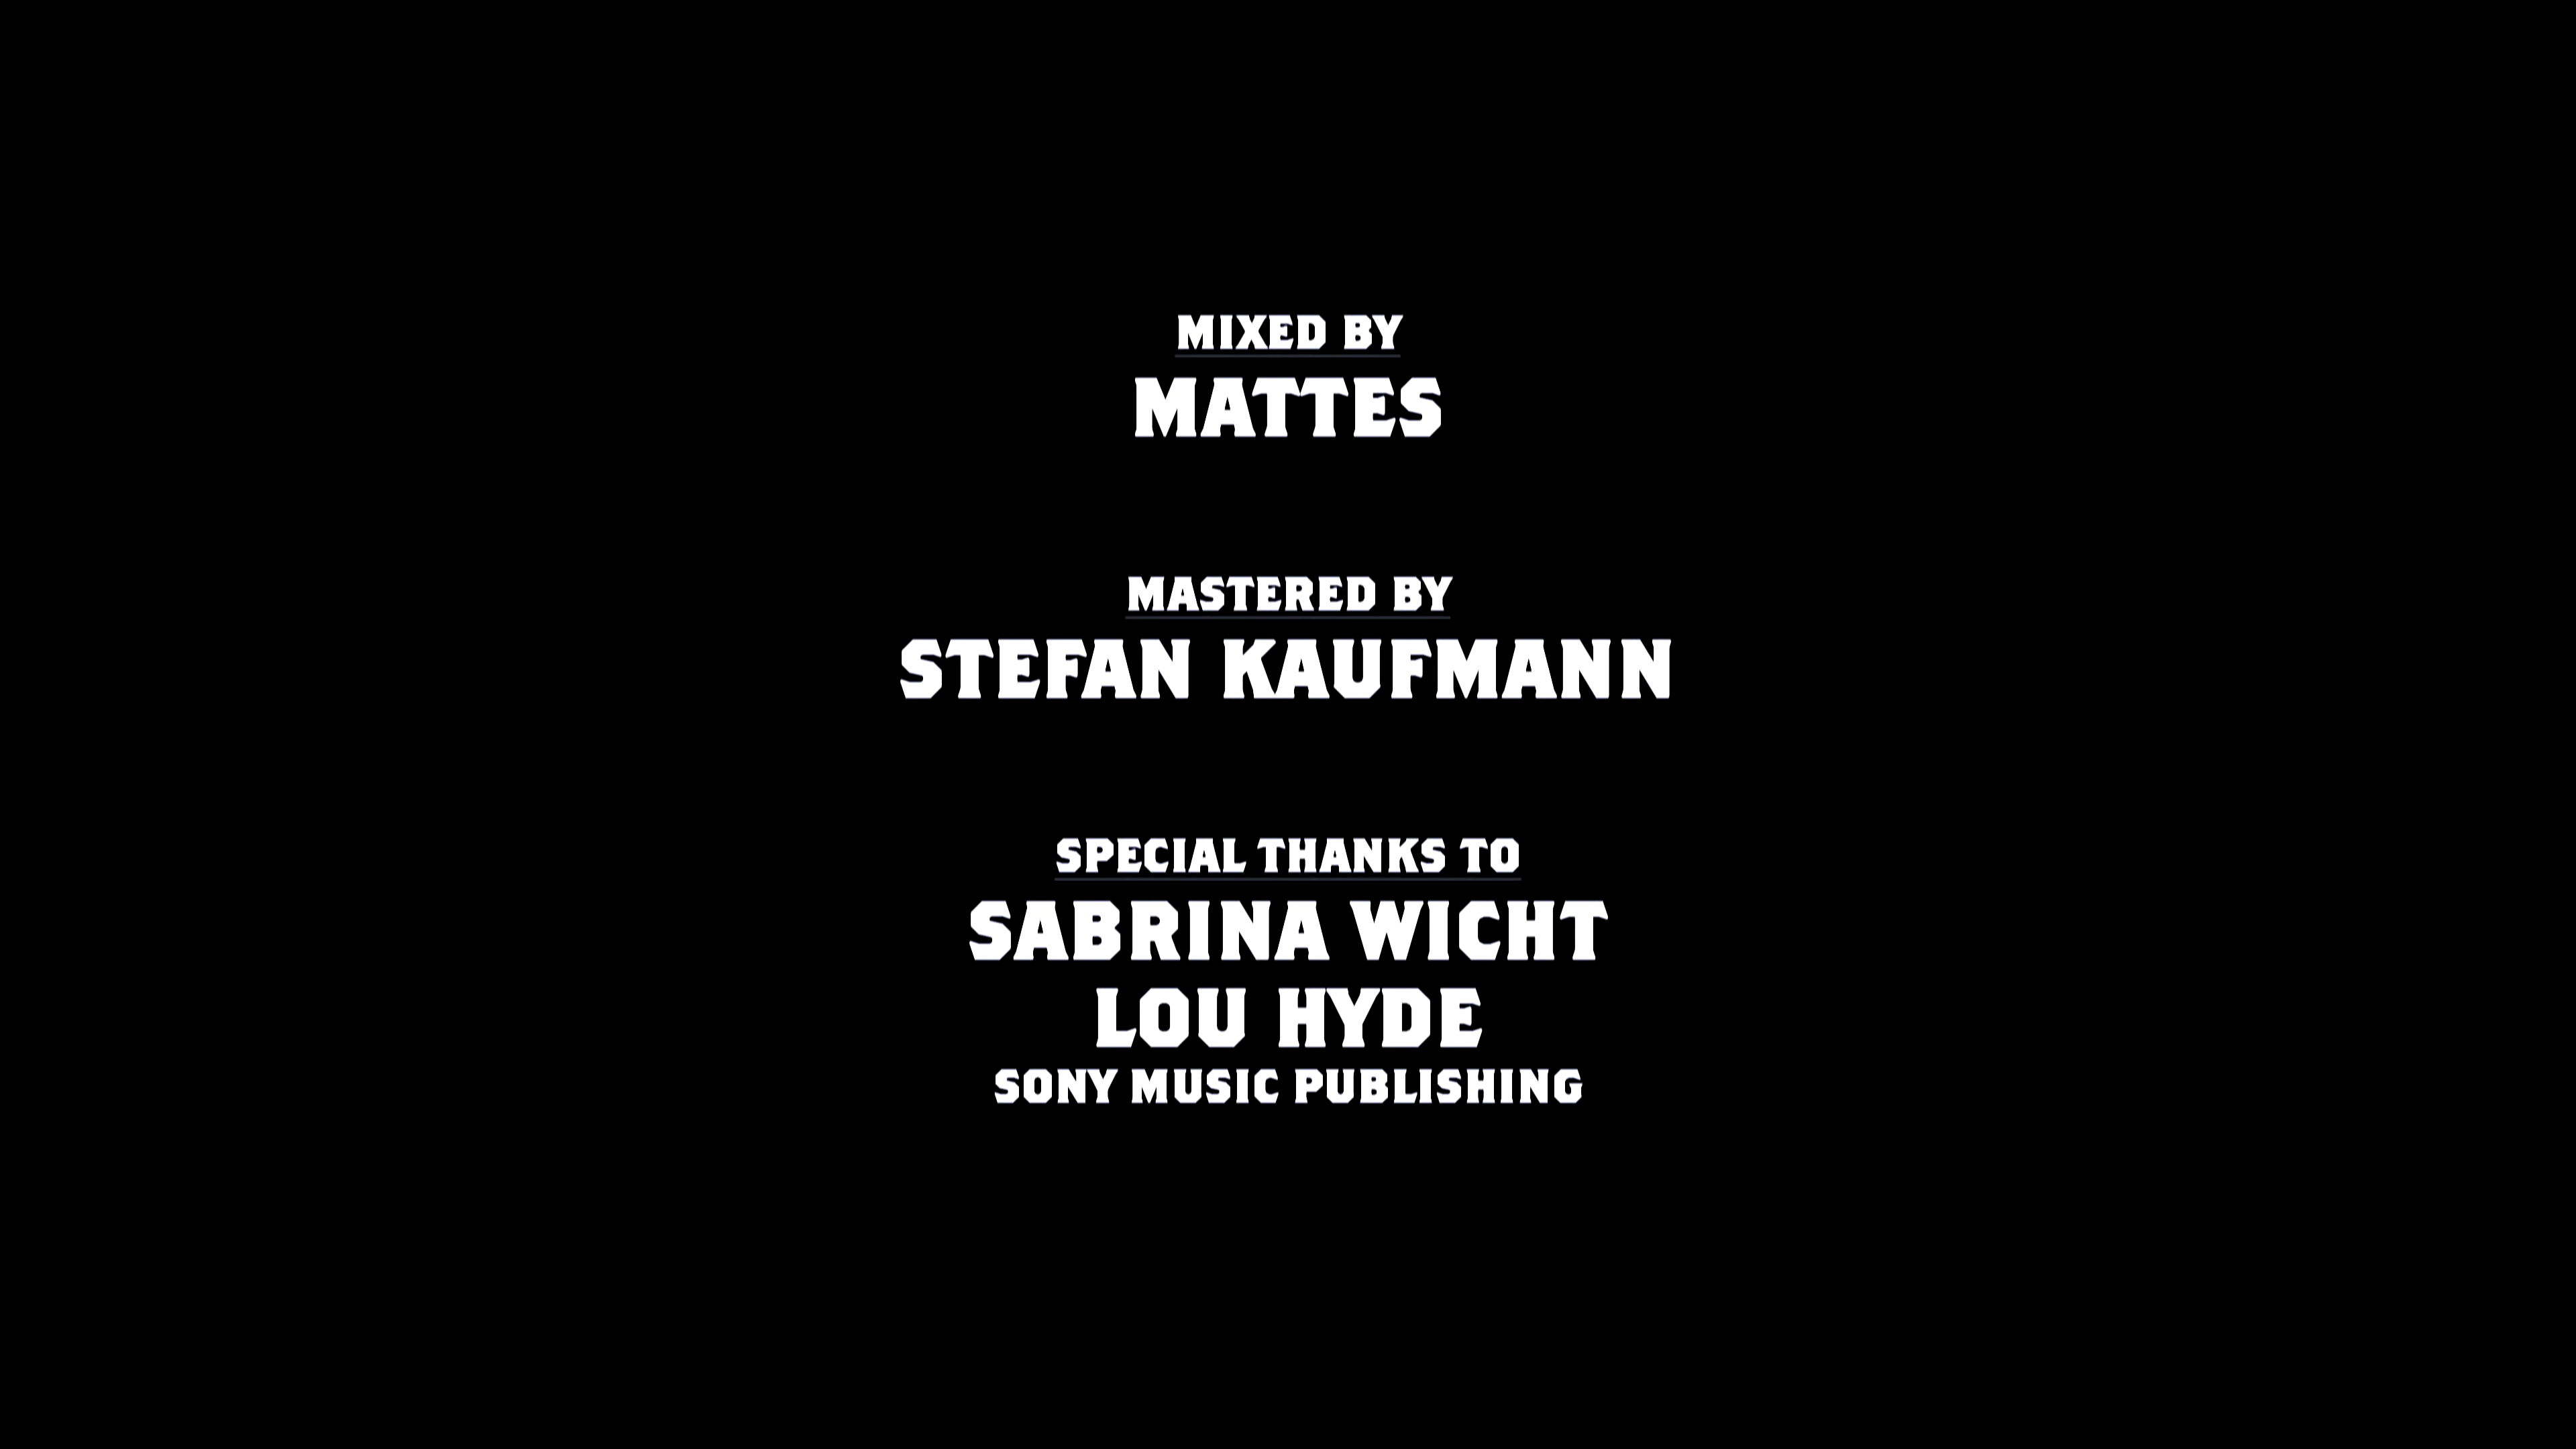 MIXED BY
MATTES
MASTERED BY
STEFAN KAUFMANN
SPECIAL THANKS TO
SABRINA WICHT
LOU HYDE
SONY MUSIC PUBLISHING